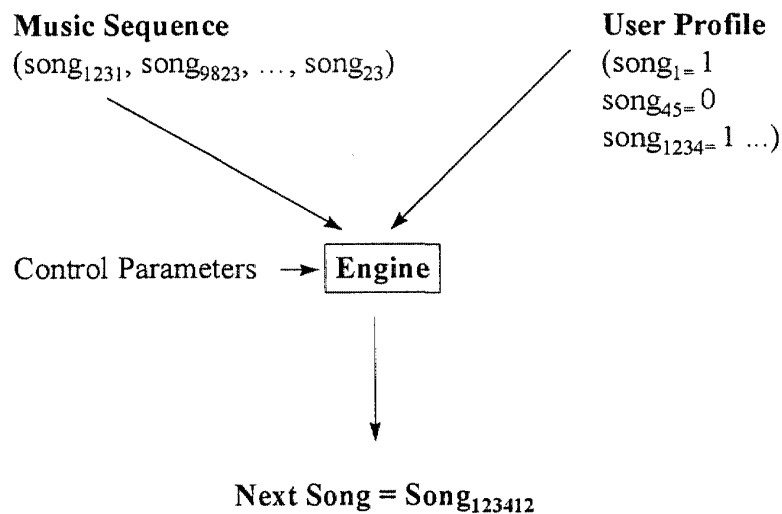 Music Sequence
(song₁₂₃₁, song₉₈₂₃, ..., song₂₃)
User Profile
(song₁₌ 1
song₄₅₌ 0
song₁₂₃₄₌ 1 ...)
Control Parameters
Engine
Next Song = Song₁₂₃₄₁₂